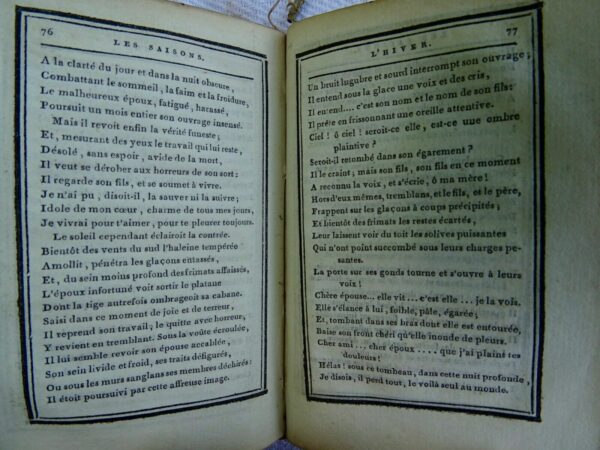 76
LES SAISONS.
A la clarté du jour et dans la nuit obscure,
Combattant le sommeil, la faim et la froidure,
Le malheureux époux, fatigué, harassé,
Poursuit un mois entier son ouvrage insensé.
Mais il revoit enfin la vérité funeste;
Et, mesurant des yeux le travail qui lui reste,
Désolé, sans espoir, avide de la mort,
Il veut se dérober aux horreurs de son sort:
Il regarde son fils, et se soumet à vivre.
Je n'ai pu, disoit-il, la sauver ni la suivre;
Idole de mon cœur, charme de tous mes jours,
Je vivrai pour t'aimer, pour te pleurer toujours.
Le soleil cependant éclairoit la contrée.
Bientôt des vents du sud l'haleine tempérée
Amollit, pénétra les glaçons entassés,
Et, du sein moins profond des frimats affaissés,
L'époux infortuné voit sortir le platane
Dont la tige autrefois ombrageoit sa cabane.
Saisi dans ce moment de joie et de terreur,
Il reprend son travail; le quitte avec horreur,
Y revient en tremblant. Sous la voûte écroulée,
Il lui semble revoir son épouse accablée,
Son sein livide et froid, ses traits défigurés,
Ou sous les murs sanglans ses membres déchirés:
Il étoit poursuivi par cette affreuse image.
L'HIVER.
77
Un bruit lugubre et sourd interrompt son ouvrage;
Il entend sous la glace une voix et des cris,
Il entend.... c'est son nom et le nom de son fils:
Il prête en frissonnant une oreille attentive.
Ciel! ô ciel! seroit-ce elle, est-ce une ombre
plaintive?
Seroit-il retombé dans son égarement?
Il le craint; mais son fils, son fils en ce moment
A reconnu la voix, et s'écrie, ô ma mère!
Hors d'eux mêmes, tremblans, et le fils, et le père,
Frappent sur les glaçons à coups précipités;
Et bientôt des frimats les restes écartés,
Leur laissent voir du toit les solives puissantes
Qui n'ont point succombé sous leurs charges pe-
santes.
La porte sur ses gonds tourne et s'ouvre à leurs
voix!
Chère épouse... elle vit... c'est elle... je la vois.
Elle s'élance à lui, foible, pâle, égarée;
Et, tombant dans ses bras dont elle est entourée,
Baise son front chéri qu'elle inonde de pleurs.
Cher ami... cher époux.... que j'ai plaint tes
douleurs!
Hélas! sous ce tombeau, dans cette nuit profonde,
Je disois, il perd tout, le voilà seul au monde.